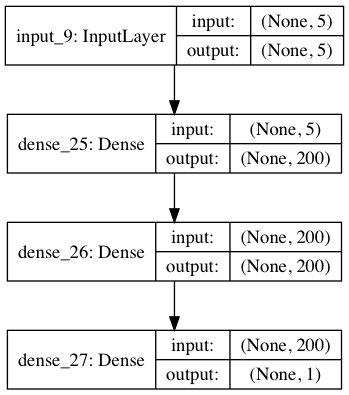 input_9: InputLayer
input: (None, 5)
output: (None, 5)
dense_25: Dense
input: (None, 5)
output: (None, 200)
dense_26: Dense
input: (None, 200)
output: (None, 200)
dense_27: Dense
input: (None, 200)
output: (None, 1)